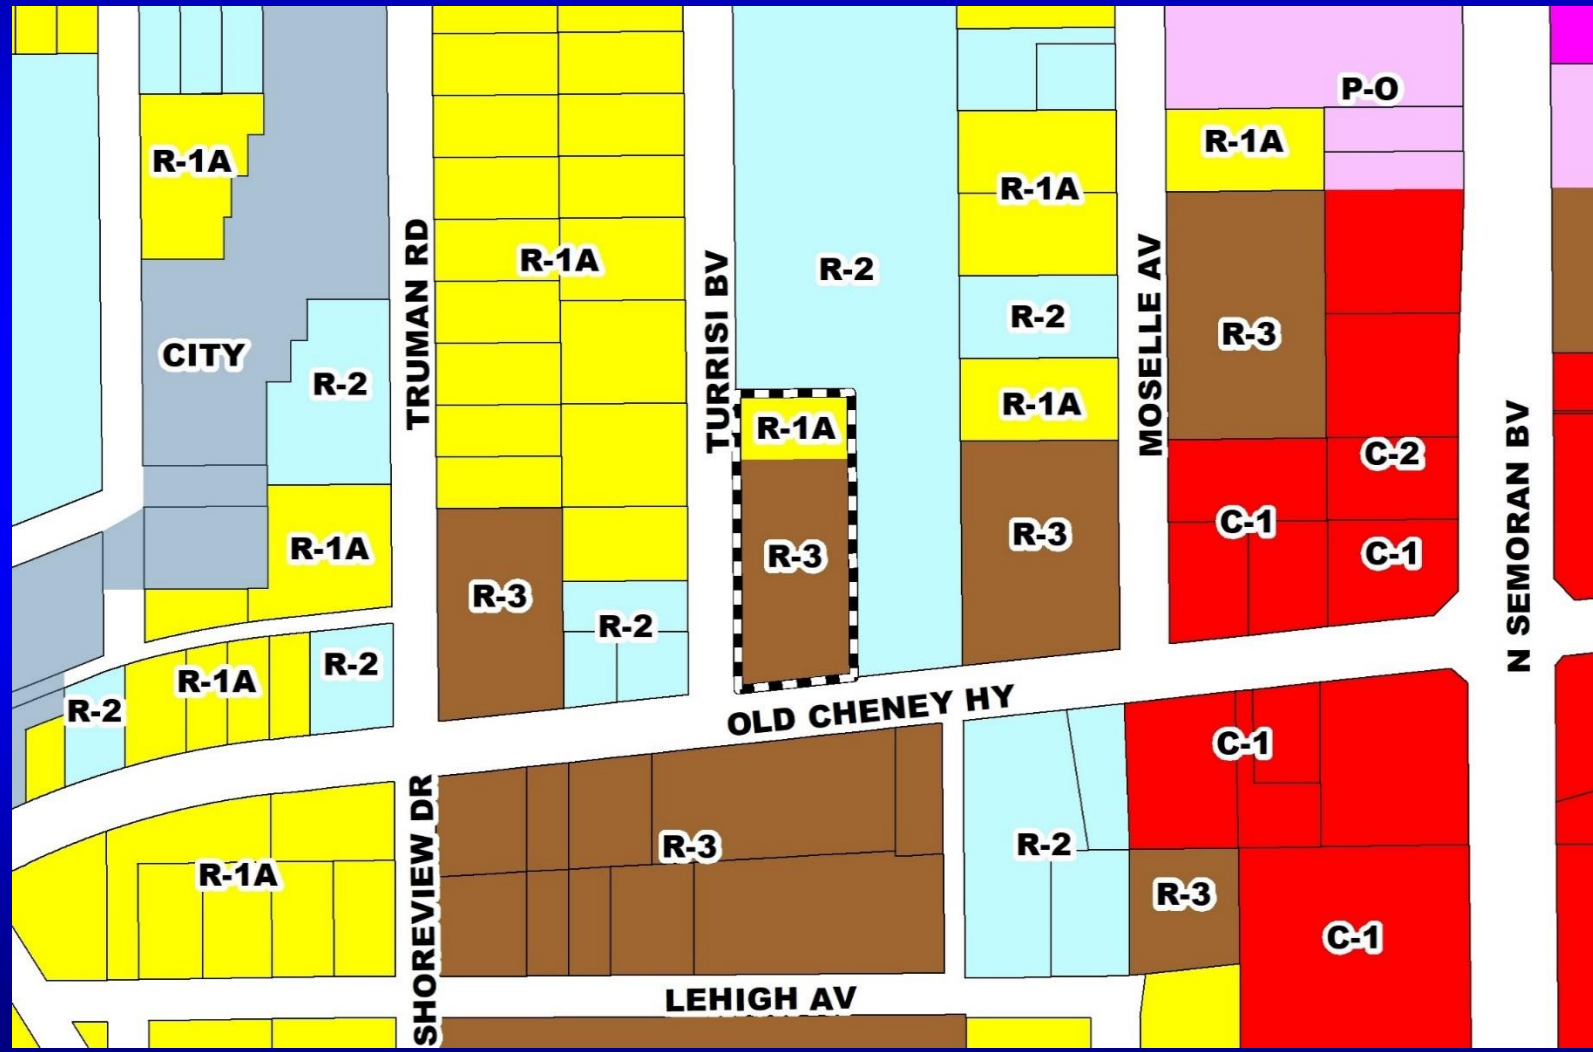 P-O
R-1A
R-1A
R-1A
TRUMAN RD
R-1A
TURRISI BV
R-2
MOSELLE AV
R-2
R-3
CITY
R-2
R-1A
R-1A
C-2
N SEMORAN BV
R-1A
R-3
R-3
C-1
C-1
R-3
R-2
R-2
R-1A
R-2
OLD CHENEY HY
C-1
SHOREVIEW DR
R-3
R-2
R-1A
R-3
C-1
LEHIGH AV